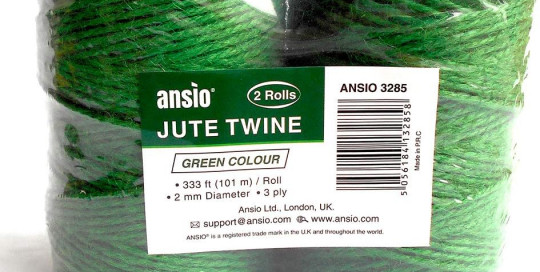 ansio® 2 Rolls
JUTE TWINE
GREEN COLOUR
• 333 ft (101 m) / Roll
• 2 mm Diameter • 3 ply
ANSIO 3285
5 056184 132858
Made in P.R.C
Ansio Ltd., London, UK.
support@ansio.com www.ansio.com
ANSIO® is a registered trade mark in the U.K and throughout the world.